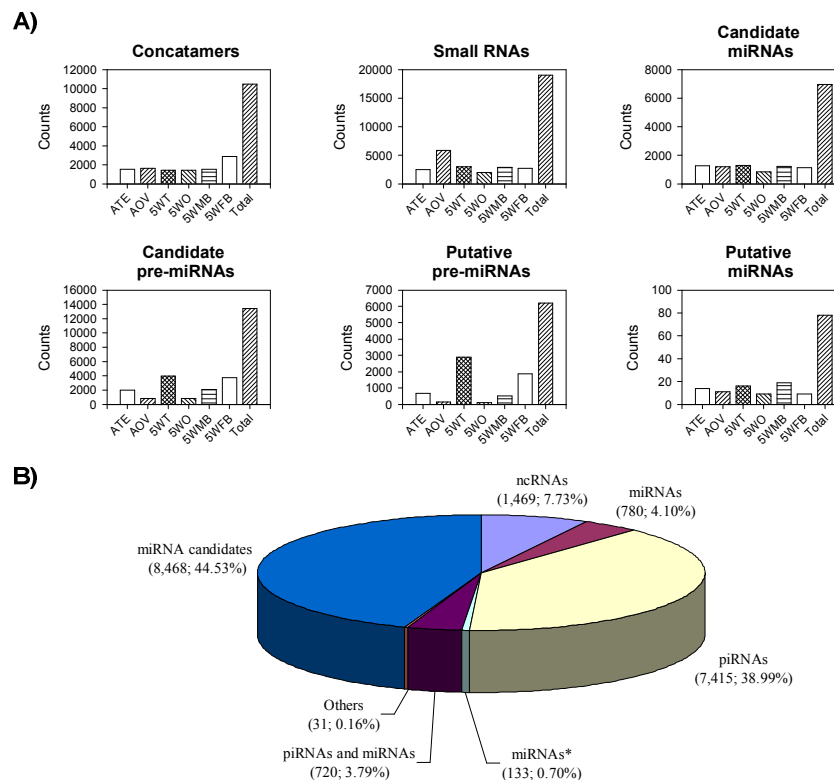 A)
Concatamers
Counts
12000
10000
8000
6000
4000
2000
0
ATE
AOV
5WT
5WO
5WMB
5WFB
Total
Small RNAs
Counts
20000
15000
10000
5000
0
ATE
AOV
5WT
5WO
5WMB
5WFB
Total
Candidate
miRNAs
Counts
8000
6000
4000
2000
0
ATE
AOV
5WT
5WO
5WMB
5WFB
Total
Candidate
pre-miRNAs
Counts
16000
14000
12000
10000
8000
6000
4000
2000
0
ATE
AOV
5WT
5WO
5WMB
5WFB
Total
Putative
pre-miRNAs
Counts
7000
6000
5000
4000
3000
2000
1000
0
ATE
AOV
5WT
5WO
5WMB
5WFB
Total
Putative
miRNAs
Counts
100
80
60
40
20
0
ATE
AOV
5WT
5WO
5WMB
5WFB
Total
B)
ncRNAs
(1,469; 7.73%)
miRNAs
(780; 4.10%)
miRNA candidates
(8,468; 44.53%)
piRNAs
(7,415; 38.99%)
Others
(31; 0.16%)
piRNAs and miRNAs
(720; 3.79%)
miRNAs*
(133; 0.70%)